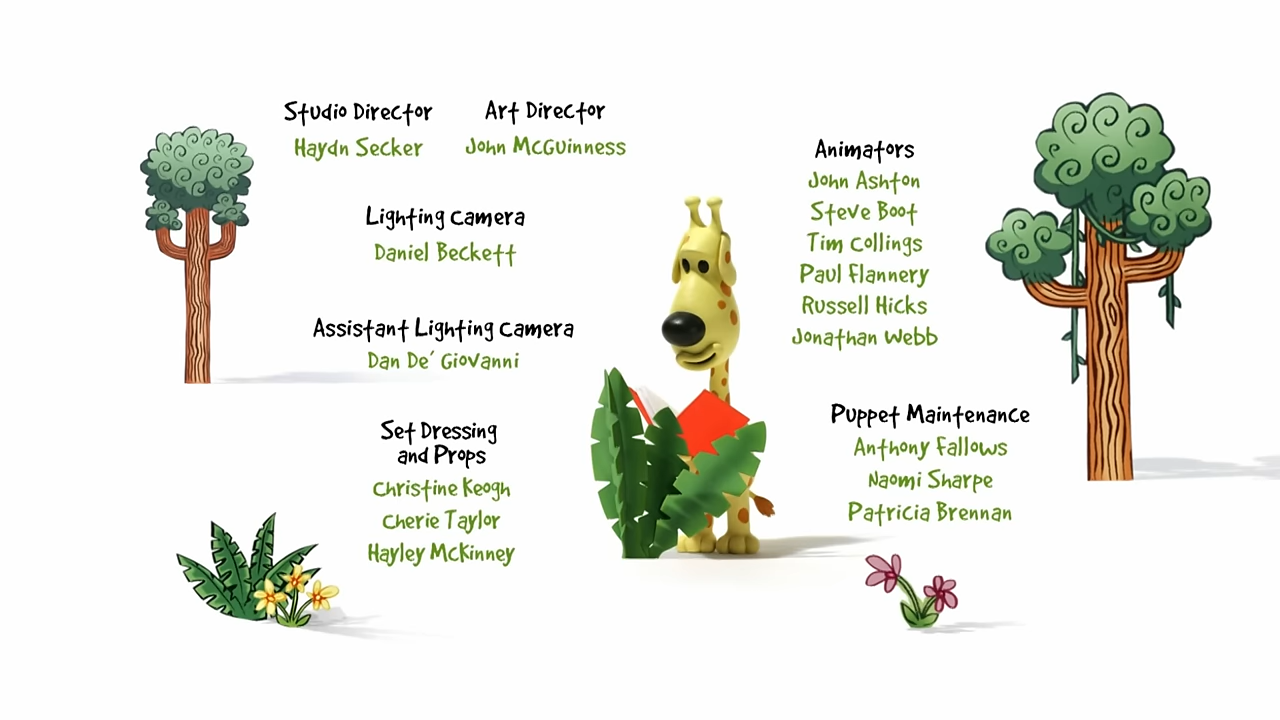 Studio Director
Haydn Secker
Art Director
John McGuinness
Lighting Camera
Daniel Beckett
Assistant Lighting Camera
Dan De' Giovanni
Set Dressing
and Props
Christine Keogh
Cherie Taylor
Hayley McKinney
Animators
John Ashton
Steve Boot
Tim Collings
Paul Flannery
Russell Hicks
Jonathan Webb
Puppet Maintenance
Anthony Fallows
Naomi Sharpe
Patricia Brennan